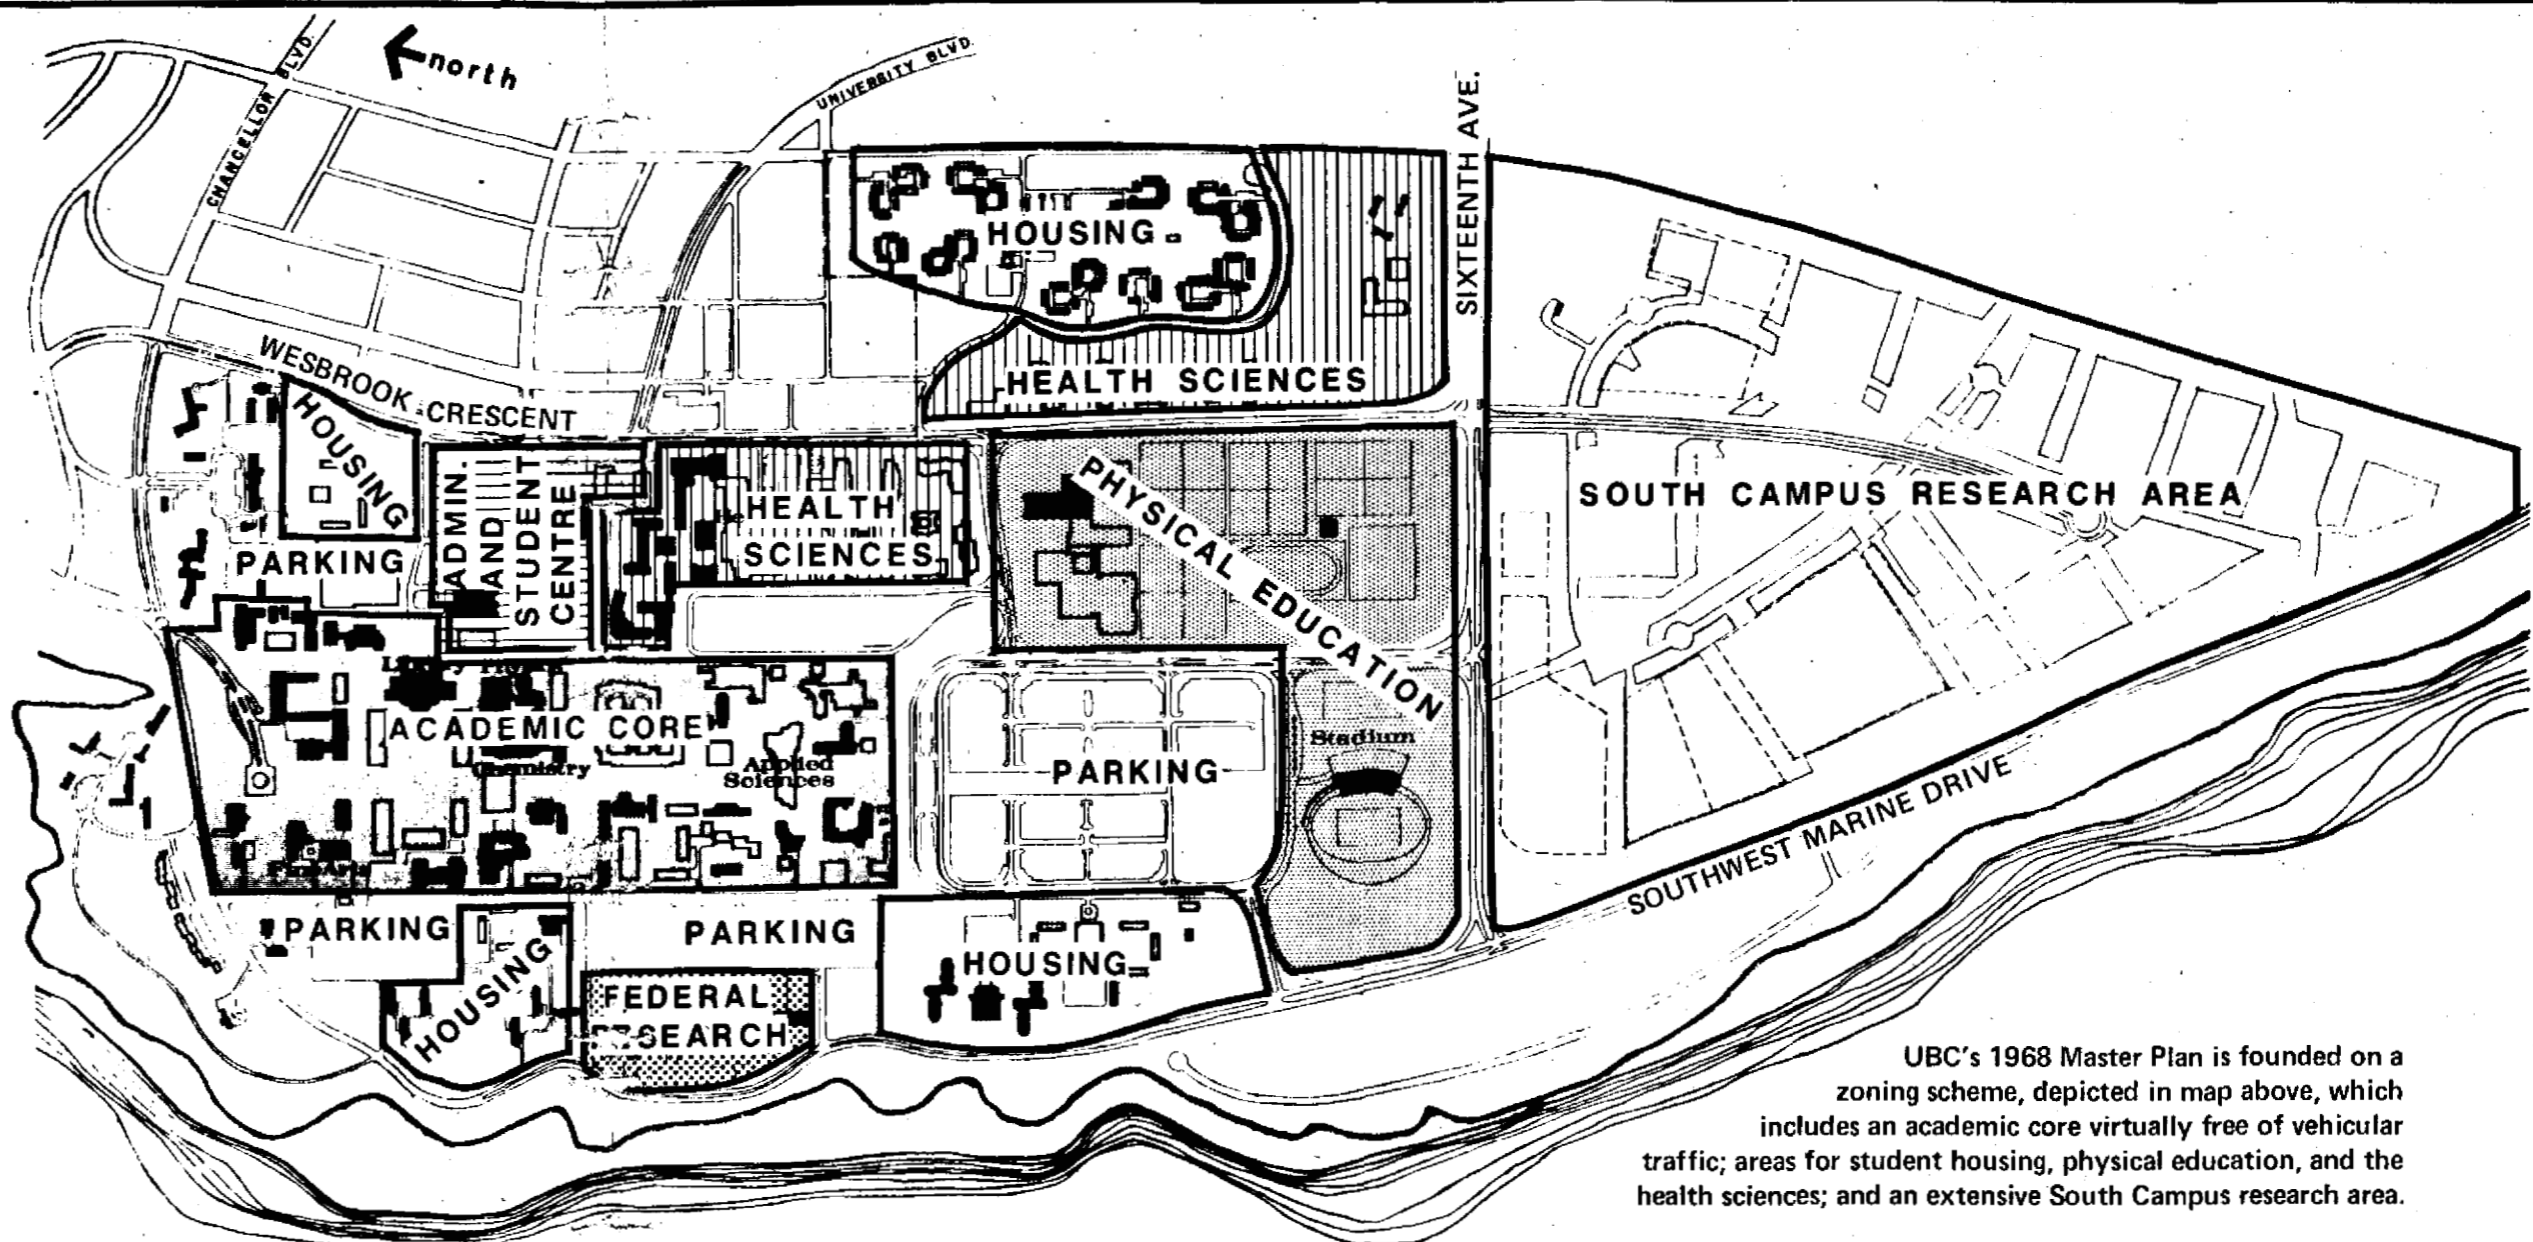 north
CHANCELLOR BLVD.
UNIVERSITY BLVD.
SIXTEENTH AVE.
HOUSING
HEALTH SCIENCES
WESBROOK CRESCENT
HOUSING
PARKING
ADMIN.
AND
STUDENT
CENTRE
HEALTH
SCIENCES
PHYSICAL EDUCATION
SOUTH CAMPUS RESEARCH AREA
ACADEMIC CORE
Chemistry
Applied
Sciences
PARKING
Stadium
SOUTHWEST MARINE DRIVE
PARKING
HOUSING
PARKING
FEDERAL
RESEARCH
HOUSING
UBC's 1968 Master Plan is founded on a
zoning scheme, depicted in map above, which
includes an academic core virtually free of vehicular
traffic; areas for student housing, physical education, and the
health sciences; and an extensive South Campus research area.